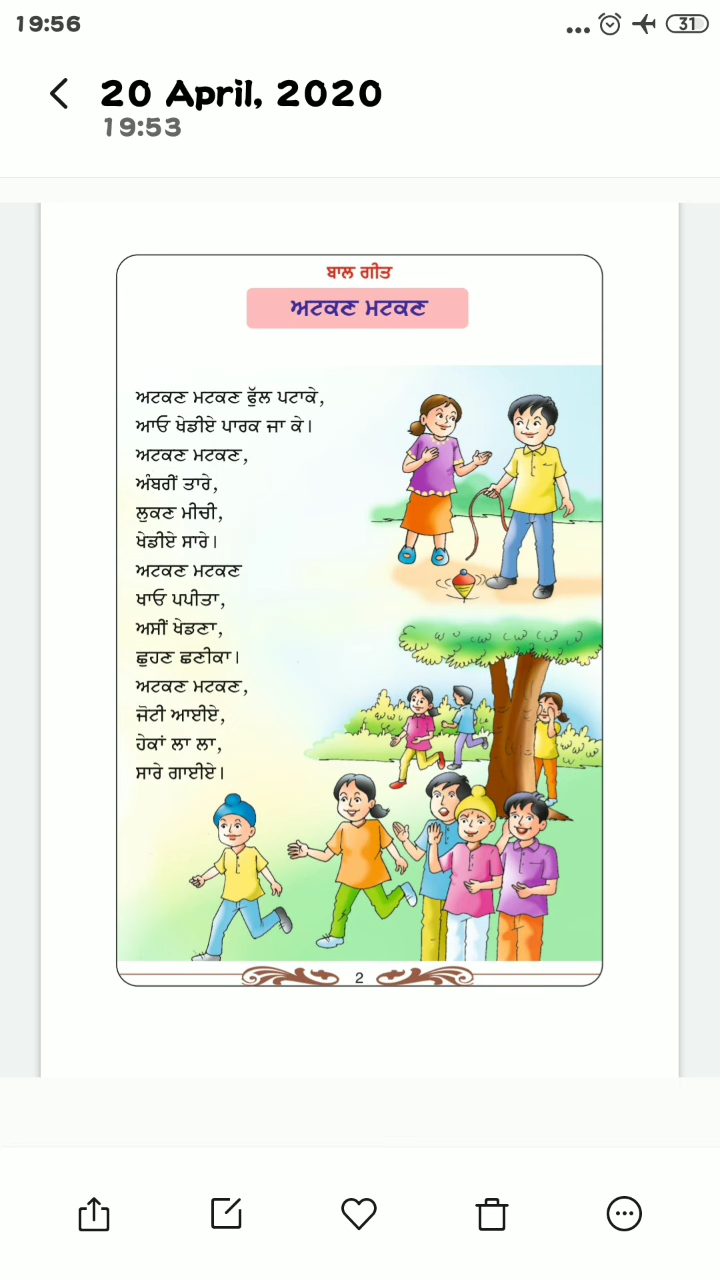 19:56
31
20 April, 2020
19:53
ਬਾਲ ਗੀਤ
ਅਟਕਣ ਮਟਕਣ
ਅਟਕਣ ਮਟਕਣ ਫੁੱਲ ਪਟਾਕੇ,
ਆਓ ਖੇਡੀਏ ਪਾਰਕ ਜਾ ਕੇ।
ਅਟਕਣ ਮਟਕਣ,
ਅੰਬਰੀਂ ਤਾਰੇ,
ਲੁਕਣ ਮੀਚੀ,
ਖੇਡੀਏ ਸਾਰੇ।
ਅਟਕਣ ਮਟਕਣ
ਖਾਓ ਪਪੀਤਾ,
ਅਸੀਂ ਖੇਡਣਾ,
ਛੂਹਣ ਛਣੀਕਾ।
ਅਟਕਣ ਮਟਕਣ,
ਜੋਟੀ ਆਈਏ,
ਹੇਕਾਂ ਲਾ ਲਾ,
ਸਾਰੇ ਗਾਈਏ।
2